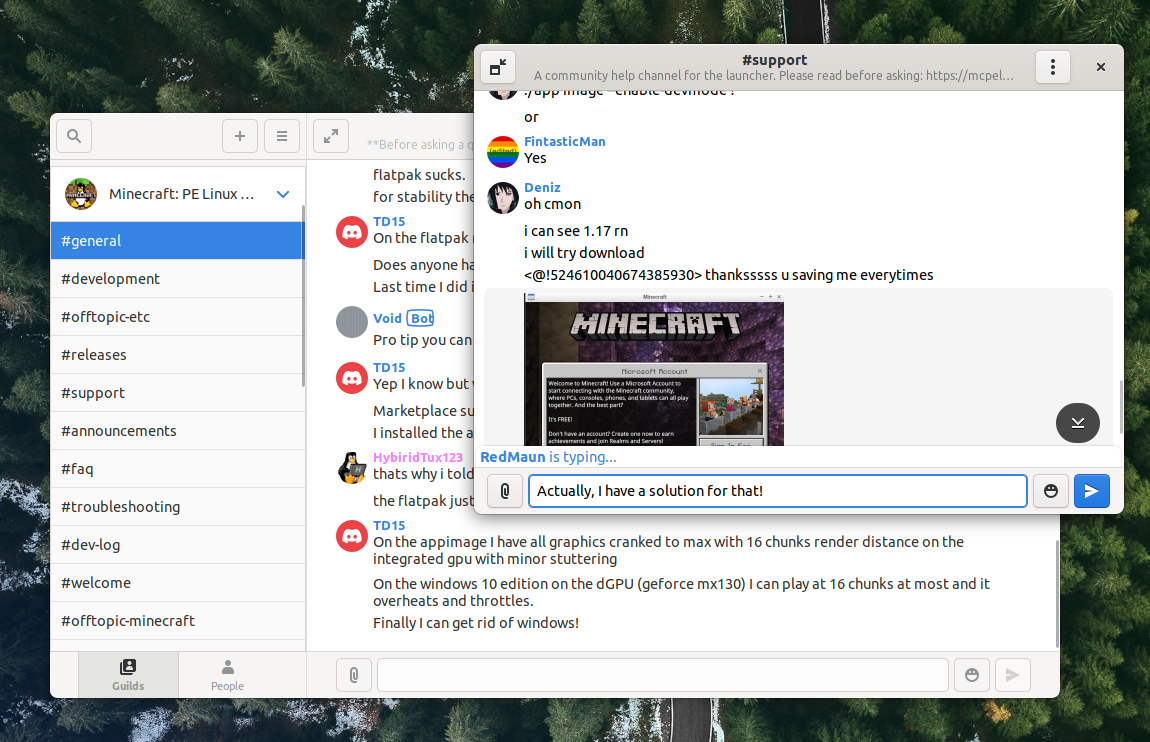 #support
A community help channel for the launcher. Please read before asking: https://mcpel...
or
FintasticMan
(edited)
Yes
Deniz
oh cmon
i can see 1.17 rn
i will try download
<@!524610040674385930> thanksssss u saving me everytimes
Minecraft
MINECRAFT
Microsoft Account
Welcome to Minecraft! Use a Microsoft Account to
start connecting with the Minecraft community,
where PCs, consoles, phones, and tablets can all play
together. And the best part?
It's FREE!
Don't have an account? Create one now to earn
achievements and join Realms and Servers!
RedMaun is typing...
Actually, I have a solution for that!
Minecraft: PE Linux ...
#general
#development
#offtopic-etc
#releases
#support
#announcements
#faq
#troubleshooting
#dev-log
#welcome
#offtopic-minecraft
Guilds
People
**Before asking a q
flatpak sucks.
for stability the
TD15
On the flatpak
Does anyone ha
Last time I did i
Void Bot
Pro tip you can
TD15
Yep I know but
Marketplace su
I installed the a
HybiridTux123
thats why i told
the flatpak just
TD15
On the appimage I have all graphics cranked to max with 16 chunks render distance on the
integrated gpu with minor stuttering
On the windows 10 edition on the dGPU (geforce mx130) I can play at 16 chunks at most and it
overheats and throttles.
Finally I can get rid of windows!